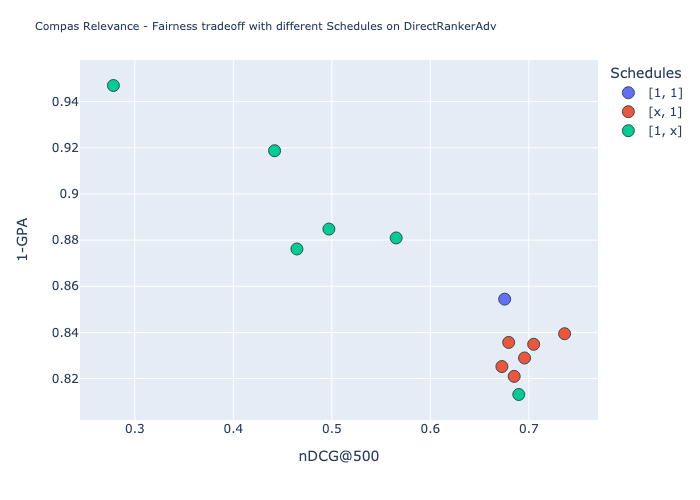 Compas Relevance - Fairness tradeoff with different Schedules on DirectRankerAdv
Schedules
[1, 1]
[x, 1]
[1, x]
1-GPA
0.94
0.92
0.9
0.88
0.86
0.84
0.82
0.3
0.4
0.5
0.6
0.7
nDCG@500